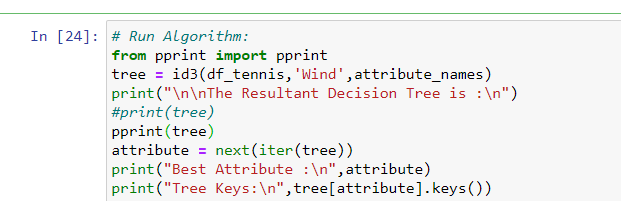 In [24]: # Run Algorithm:
from pprint import pprint
tree = id3(df_tennis,'Wind',attribute_names)
print("\n\nThe Resultant Decision Tree is :\n")
#print(tree)
pprint(tree)
attribute = next(iter(tree))
print("Best Attribute :\n",attribute)
print("Tree Keys:\n",tree[attribute].keys())